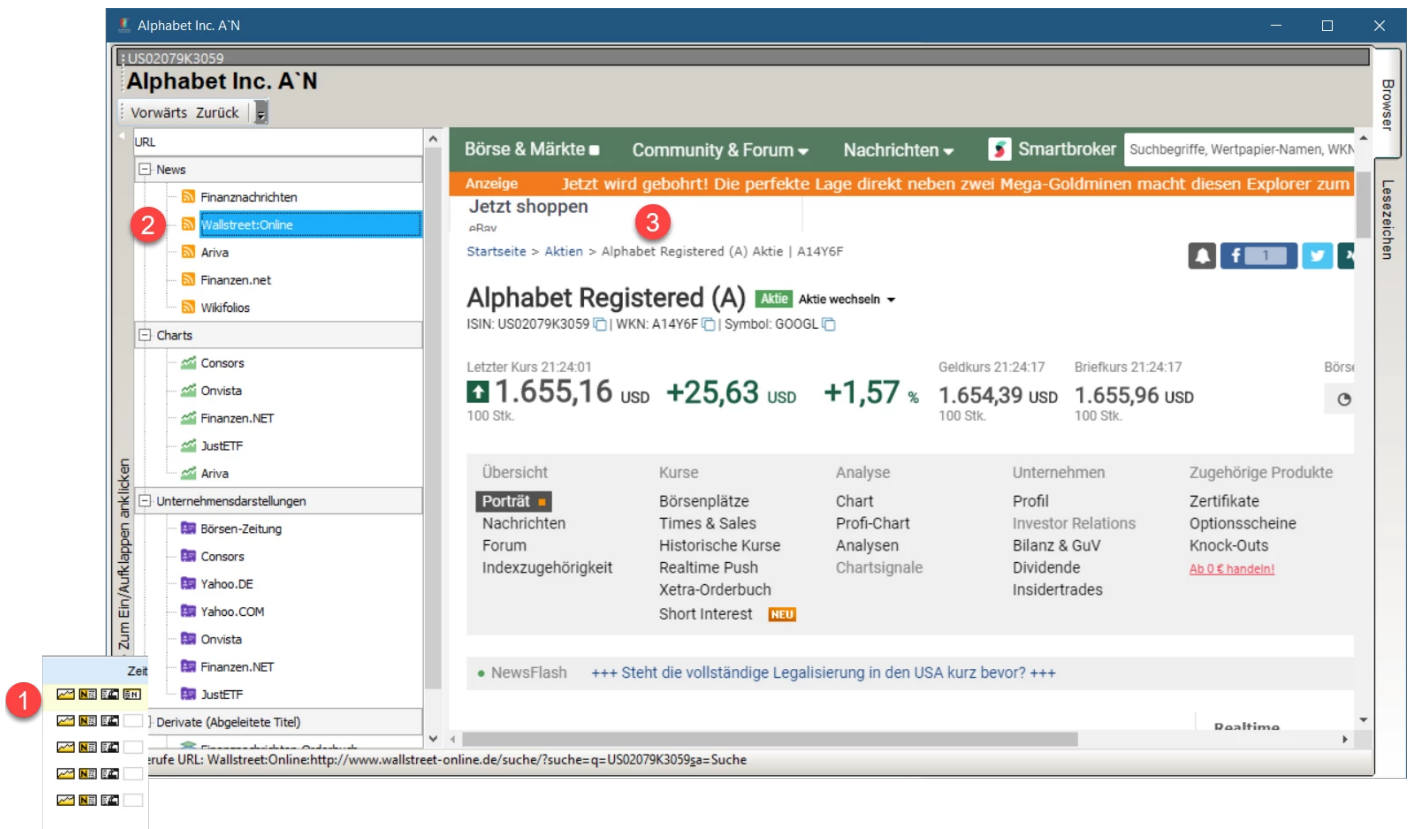 Alphabet Inc. A`N
US02079K3059
Alphabet Inc. A`N
Vorwärts Zurück
URL
News
Finanznachrichten
2
Wallstreet:Online
Ariva
Finanzen.net
Wikifolios
Charts
Consors
Onvista
Finanzen.NET
JustETF
Ariva
Unternehmensdarstellungen
Börsen-Zeitung
Consors
Yahoo.DE
Yahoo.COM
Onvista
Finanzen.NET
JustETF
Derivate (Abgeleitete Titel)
Zum Ein/Aufklappen anklicken
Zeit
1
Börse & Märkte Community & Forum Nachrichten Smartbroker Suchbegriffe, Wertpapier-Namen, WKN
Anzeige Jetzt wird gebohrt! Die perfekte Lage direkt neben zwei Mega-Goldminen macht diesen Explorer zum
Jetzt shoppen
eBay
3
Startseite > Aktien > Alphabet Registered (A) Aktie | A14Y6F
f 1
Alphabet Registered (A) Aktie Aktie wechseln
ISIN: US02079K3059 | WKN: A14Y6F | Symbol: GOOGL
Letzter Kurs 21:24:01 Geldkurs 21:24:17 Briefkurs 21:24:17 Börse
1.655,16 USD +25,63 USD +1,57 % 1.654,39 USD 1.655,96 USD
100 Stk. 100 Stk. 100 Stk.
Übersicht Kurse Analyse Unternehmen Zugehörige Produkte
Porträt Börsenplätze Chart Profil Zertifikate
Nachrichten Times & Sales Profi-Chart Investor Relations Optionsscheine
Forum Historische Kurse Analysen Bilanz & GuV Knock-Outs
Indexzugehörigkeit Realtime Push Chartsignale Dividende Ab 0 € handeln!
Xetra-Orderbuch Insidertrades
Short Interest NEU
NewsFlash +++ Steht die vollständige Legalisierung in den USA kurz bevor? +++
Realtime
erufe URL: Wallstreet:Online:http://www.wallstreet-online.de/suche/?suche=q=US02079K3059sa=Suche
Browser
Lesezeichen